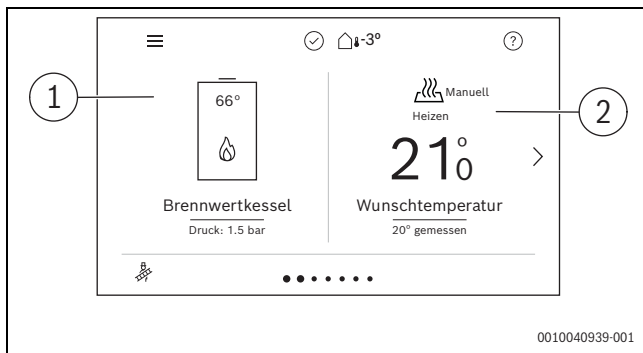 -3°
?
1
66°
Brennwertkessel
Druck: 1.5 bar
Manuell
Heizen
21°0
Wunschtemperatur
20° gemessen
2
0010040939-001